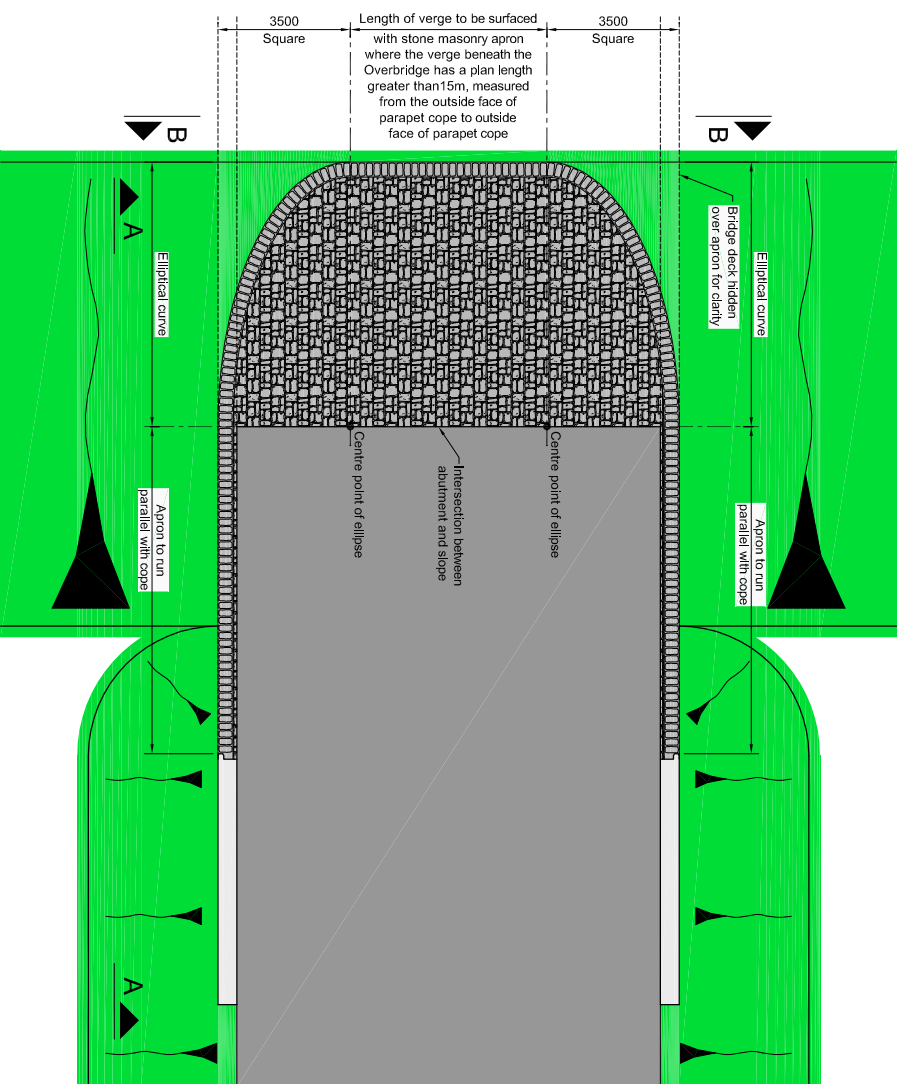 3500
Square
Length of verge to be surfaced
with stone masonry apron
where the verge beneath the
Overbridge has a plan length
greater than15m, measured
from the outside face of
parapet cope to outside
face of parapet cope
3500
Square
B
B
A
Bridge deck hidden
over apron for clarity
Elliptical curve
Elliptical curve
Centre point of ellipse
Intersection between
abutment and slope
Centre point of ellipse
Apron to run
parallel with cope
Apron to run
parallel with cope
A